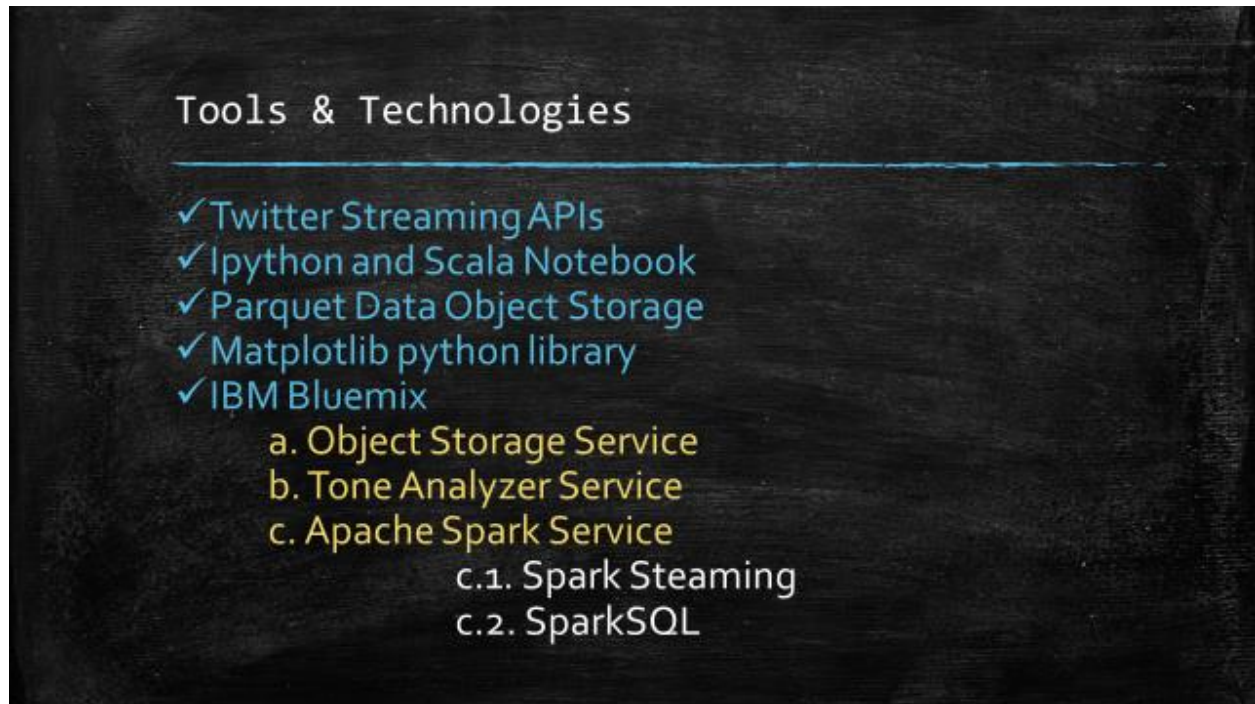 Tools & Technologies
✓Twitter Streaming APIs
✓Ipython and Scala Notebook
✓Parquet Data Object Storage
✓Matplotlib python library
✓IBM Bluemix
a. Object Storage Service
b. Tone Analyzer Service
c. Apache Spark Service
c.1. Spark Steaming
c.2. SparkSQL